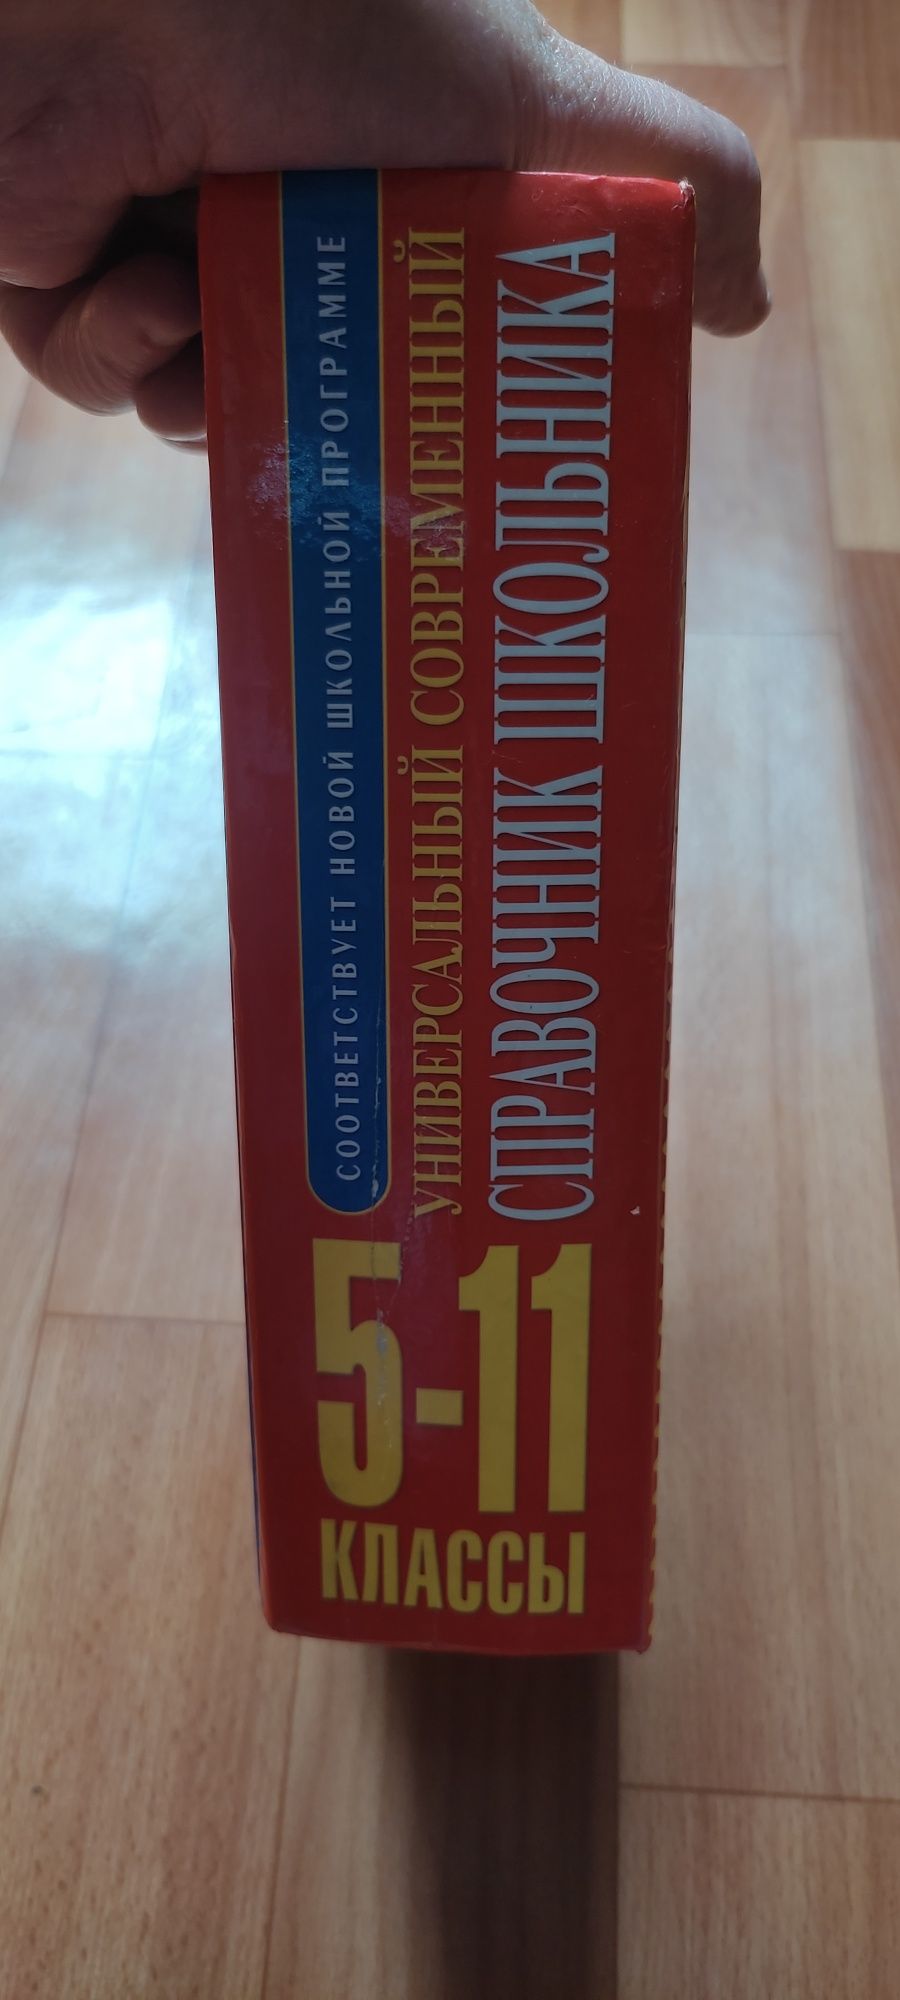 СООТВЕТСТВУЕТ НОВОЙ ШКОЛЬНОЙ ПРОГРАММЕ
УНИВЕРСАЛЬНЫЙ СОВРЕМЕННЫЙ
СПРАВОЧНИК ШКОЛЬНИКА
5-11
КЛАССЫ